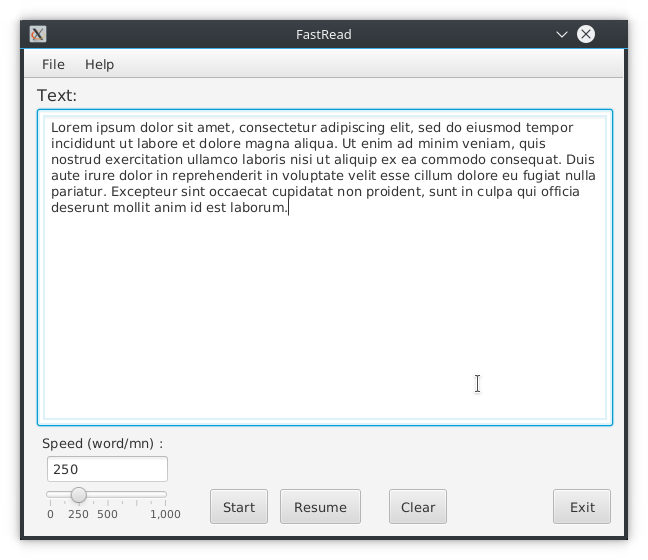 FastRead
File Help
Text:
Lorem ipsum dolor sit amet, consectetur adipiscing elit, sed do eiusmod tempor
incididunt ut labore et dolore magna aliqua. Ut enim ad minim veniam, quis
nostrud exercitation ullamco laboris nisi ut aliquip ex ea commodo consequat. Duis
aute irure dolor in reprehenderit in voluptate velit esse cillum dolore eu fugiat nulla
pariatur. Excepteur sint occaecat cupidatat non proident, sunt in culpa qui officia
deserunt mollit anim id est laborum.
Speed (word/mn) :
250
0 250 500 1,000
Start Resume Clear Exit